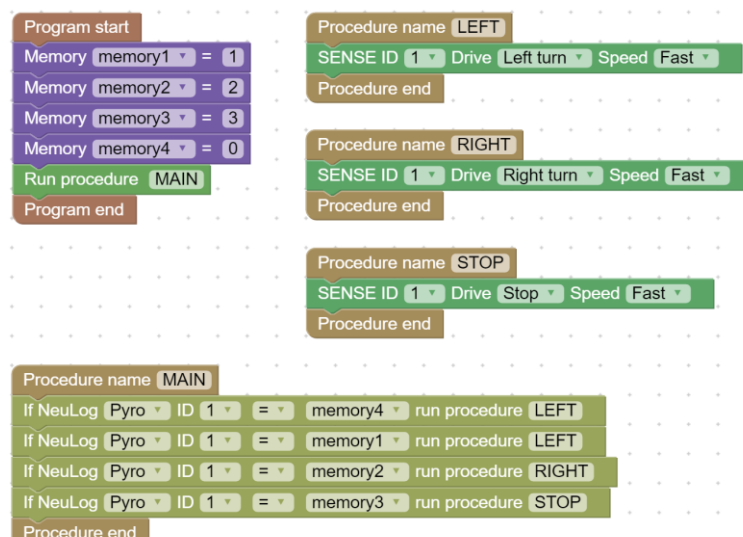 Program start
Memory memory1 = 1
Memory memory2 = 2
Memory memory3 = 3
Memory memory4 = 0
Run procedure MAIN
Program end
Procedure name LEFT
SENSE ID 1 Drive Left turn Speed Fast
Procedure end
Procedure name RIGHT
SENSE ID 1 Drive Right turn Speed Fast
Procedure end
Procedure name STOP
SENSE ID 1 Drive Stop Speed Fast
Procedure end
Procedure name MAIN
If NeuLog Pyro ID 1 = memory4 run procedure LEFT
If NeuLog Pyro ID 1 = memory1 run procedure LEFT
If NeuLog Pyro ID 1 = memory2 run procedure RIGHT
If NeuLog Pyro ID 1 = memory3 run procedure STOP
Procedure end